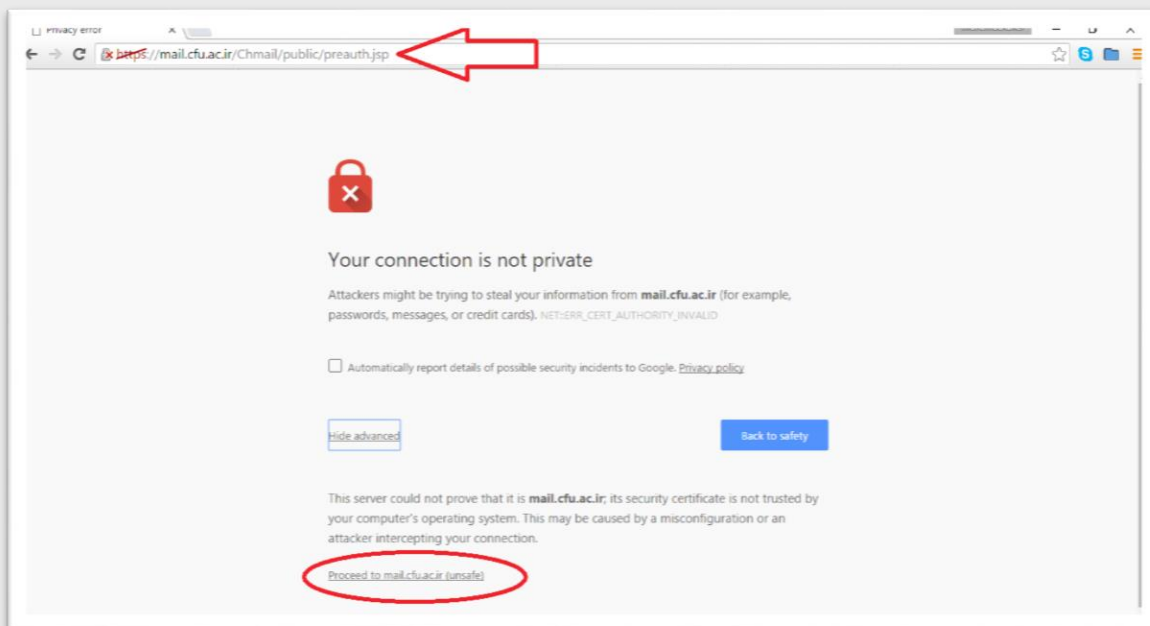 Privacy error
https://mail.cfu.ac.ir/Chmail/public/preauth.jsp
Your connection is not private
Attackers might be trying to steal your information from mail.cfu.ac.ir (for example,
passwords, messages, or credit cards). NET::ERR_CERT_AUTHORITY_INVALID
Automatically report details of possible security incidents to Google. Privacy policy
Hide advanced
Back to safety
This server could not prove that it is mail.cfu.ac.ir; its security certificate is not trusted by
your computer's operating system. This may be caused by a misconfiguration or an
attacker intercepting your connection.
Proceed to mail.cfu.ac.ir (unsafe)